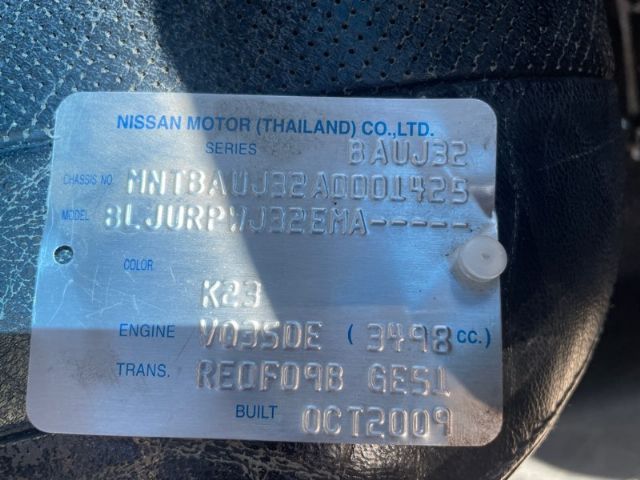 NISSAN MOTOR (THAILAND) CO.,LTD.
SERIES BAUJ32
CHASSIS NO. MNTBAUJ32A0001425
MODEL BLJURPWJ32EMA-----
COLOR
K23
ENGINE VQ35DE ( 3498 CC.)
TRANS. RE0F09B GE51
BUILT OCT2009